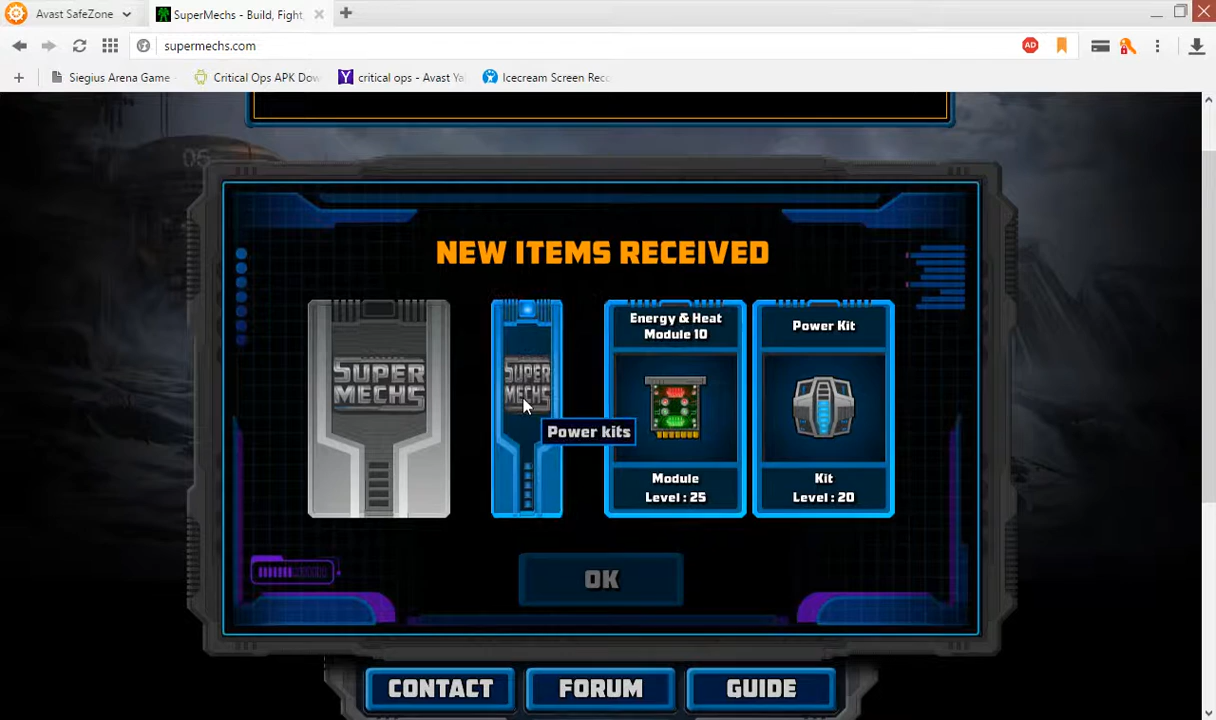 Avast SafeZone
SuperMechs - Build, Fight,
supermechs.com
AD
Siegius Arena Game
Critical Ops APK Dow
critical ops - Avast Ya
Icecream Screen Rec
06
NEW ITEMS RECEIVED
SUPER
MECHS
SUPER
MECHS
Power kits
Energy & Heat
Module 10
Module
Level : 25
Power Kit
Kit
Level : 20
OK
CONTACT
FORUM
GUIDE